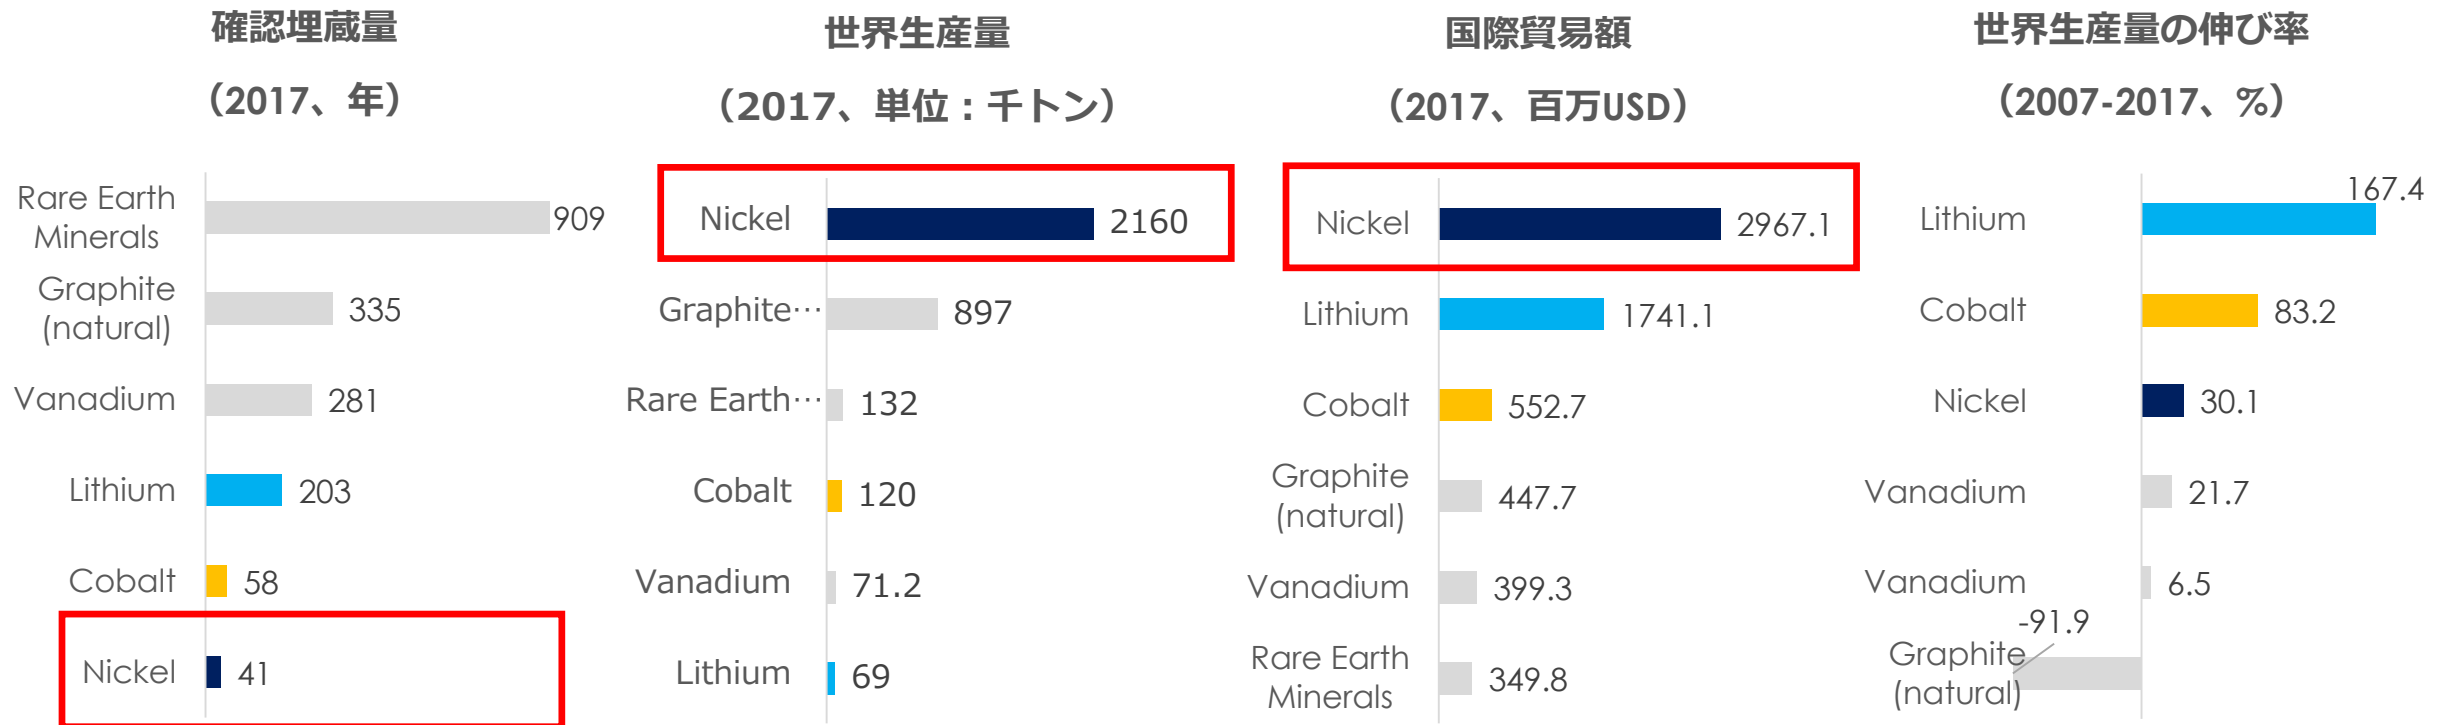 確認埋蔵量
（2017、年）
Rare Earth
Minerals
909
Graphite
(natural)
335
Vanadium
281
Lithium
203
Cobalt
58
Nickel
41
世界生産量
（2017、単位：千トン）
Nickel
2160
Graphite…
897
Rare Earth…
132
Cobalt
120
Vanadium
71.2
Lithium
69
国際貿易額
（2017、百万USD）
Nickel
2967.1
Lithium
1741.1
Cobalt
552.7
Graphite
(natural)
447.7
Vanadium
399.3
Rare Earth
Minerals
349.8
世界生産量の伸び率
（2007-2017、%）
Lithium
167.4
Cobalt
83.2
Nickel
30.1
Vanadium
21.7
Vanadium
6.5
Graphite
(natural)
-91.9